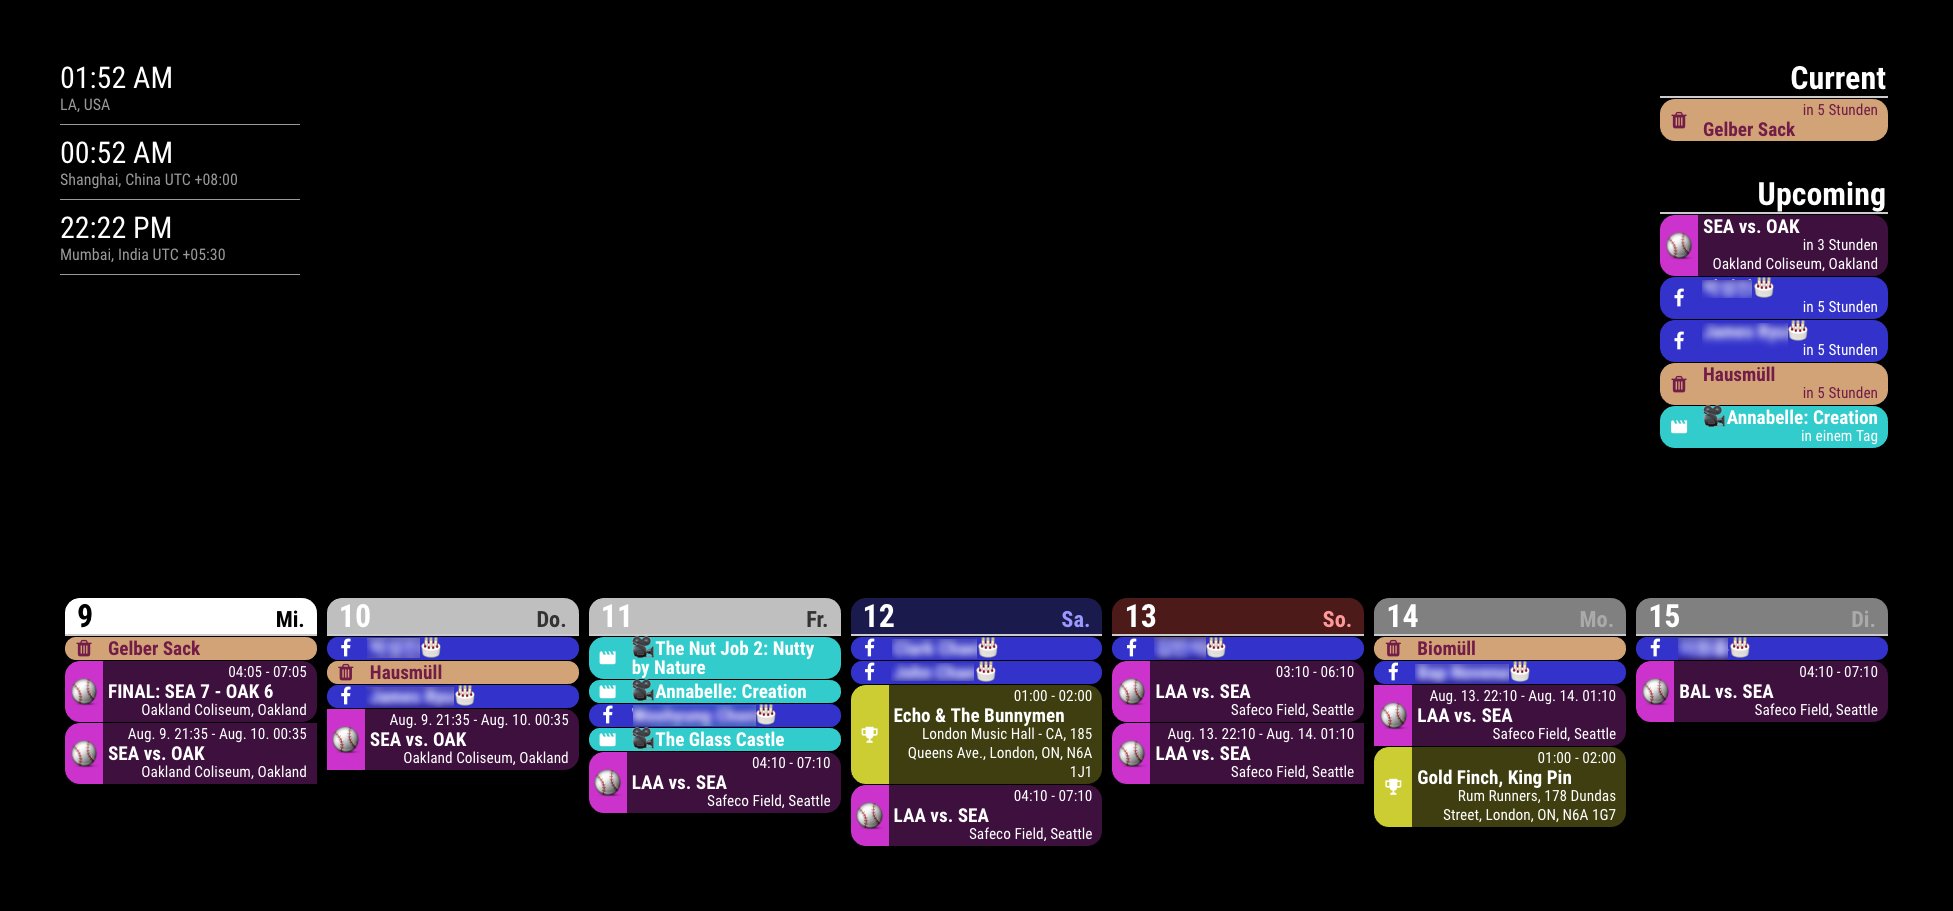 01:52 AM
LA, USA
00:52 AM
Shanghai, China UTC +08:00
22:22 PM
Mumbai, India UTC +05:30
Current
in 5 Stunden
Gelber Sack
Upcoming
SEA vs. OAK
in 3 Stunden
Oakland Coliseum, Oakland
in 5 Stunden
in 5 Stunden
Hausmüll
in 5 Stunden
Annabelle: Creation
in einem Tag
9 Mi.
Gelber Sack
04:05 - 07:05
FINAL: SEA 7 - OAK 6
Oakland Coliseum, Oakland
Aug. 9. 21:35 - Aug. 10. 00:35
SEA vs. OAK
Oakland Coliseum, Oakland
10 Do.
Hausmüll
Aug. 9. 21:35 - Aug. 10. 00:35
SEA vs. OAK
Oakland Coliseum, Oakland
11 Fr.
The Nut Job 2: Nutty
by Nature
Annabelle: Creation
The Glass Castle
04:10 - 07:10
LAA vs. SEA
Safeco Field, Seattle
12 Sa.
01:00 - 02:00
Echo & The Bunnymen
London Music Hall - CA, 185
Queens Ave., London, ON, N6A
1J1
04:10 - 07:10
LAA vs. SEA
Safeco Field, Seattle
13 So.
03:10 - 06:10
LAA vs. SEA
Safeco Field, Seattle
Aug. 13. 22:10 - Aug. 14. 01:10
LAA vs. SEA
Safeco Field, Seattle
14 Mo.
Biomüll
Aug. 13. 22:10 - Aug. 14. 01:10
LAA vs. SEA
Safeco Field, Seattle
01:00 - 02:00
Gold Finch, King Pin
Rum Runners, 178 Dundas
Street, London, ON, N6A 1G7
15 Di.
04:10 - 07:10
BAL vs. SEA
Safeco Field, Seattle